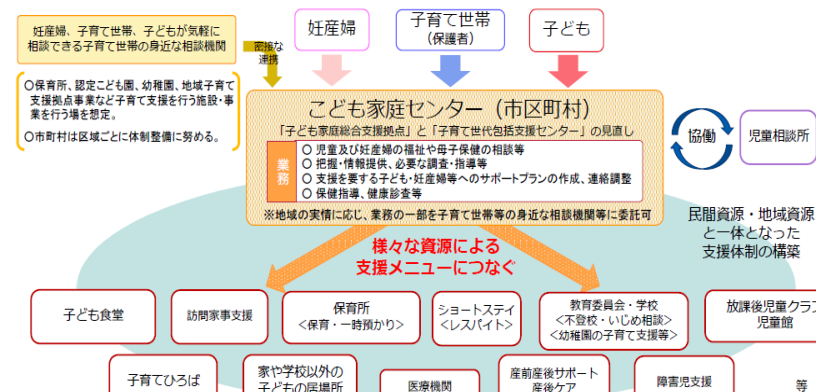 妊産婦、子育て世帯、子どもが気軽に
相談できる子育て世帯の身近な相談機関
密接な
連携
妊産婦
子育て世帯
(保護者)
子ども
○保育所、認定こども園、幼稚園、地域子育て
支援拠点事業など子育て支援を行う施設・事
業を行う場を想定。
○市町村は区域ごとに体制整備に努める。
こども家庭センター(市区町村)
「子ども家庭総合支援拠点」と「子育て世代包括支援センター」の見直し
業務
○ 児童及び妊産婦の福祉や母子保健の相談等
○ 把握・情報提供、必要な調査・指導等
○ 支援を要する子ども・妊産婦等へのサポートプランの作成、連絡調整
○ 保健指導、健康診査等
※地域の実情に応じ、業務の一部を子育て世帯等の身近な相談機関等に委託可
協働
児童相談所
民間資源・地域資源
と一体となった
支援体制の構築
様々な資源による
支援メニューにつなぐ
子ども食堂
訪問家事支援
保育所
<保育・一時預かり>
ショートステイ
<レスパイト>
教育委員会・学校
<不登校・いじめ相談>
<幼稚園の子育て支援等>
放課後児童クラブ
児童館
子育てひろば
家や学校以外の
子どもの居場所
医療機関
産前産後サポート
産後ケア
障害児支援
等